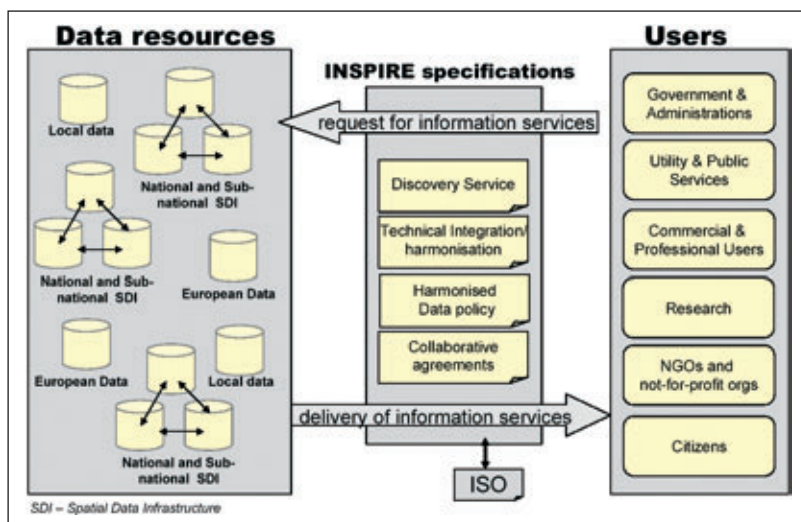 Data resources
Local data
National and Sub-
national SDI
National and Sub-
national SDI
European Data
European Data
Local data
National and Sub-
national SDI
SDI – Spatial Data Infrastructure
INSPIRE specifications
request for information services
Discovery Service
Technical Integration/
harmonisation
Harmonised
Data policy
Collaborative
agreements
delivery of information services
ISO
Users
Government &
Administrations
Utility & Public
Services
Commercial &
Professional Users
Research
NGOs and
not-for-profit orgs
Citizens